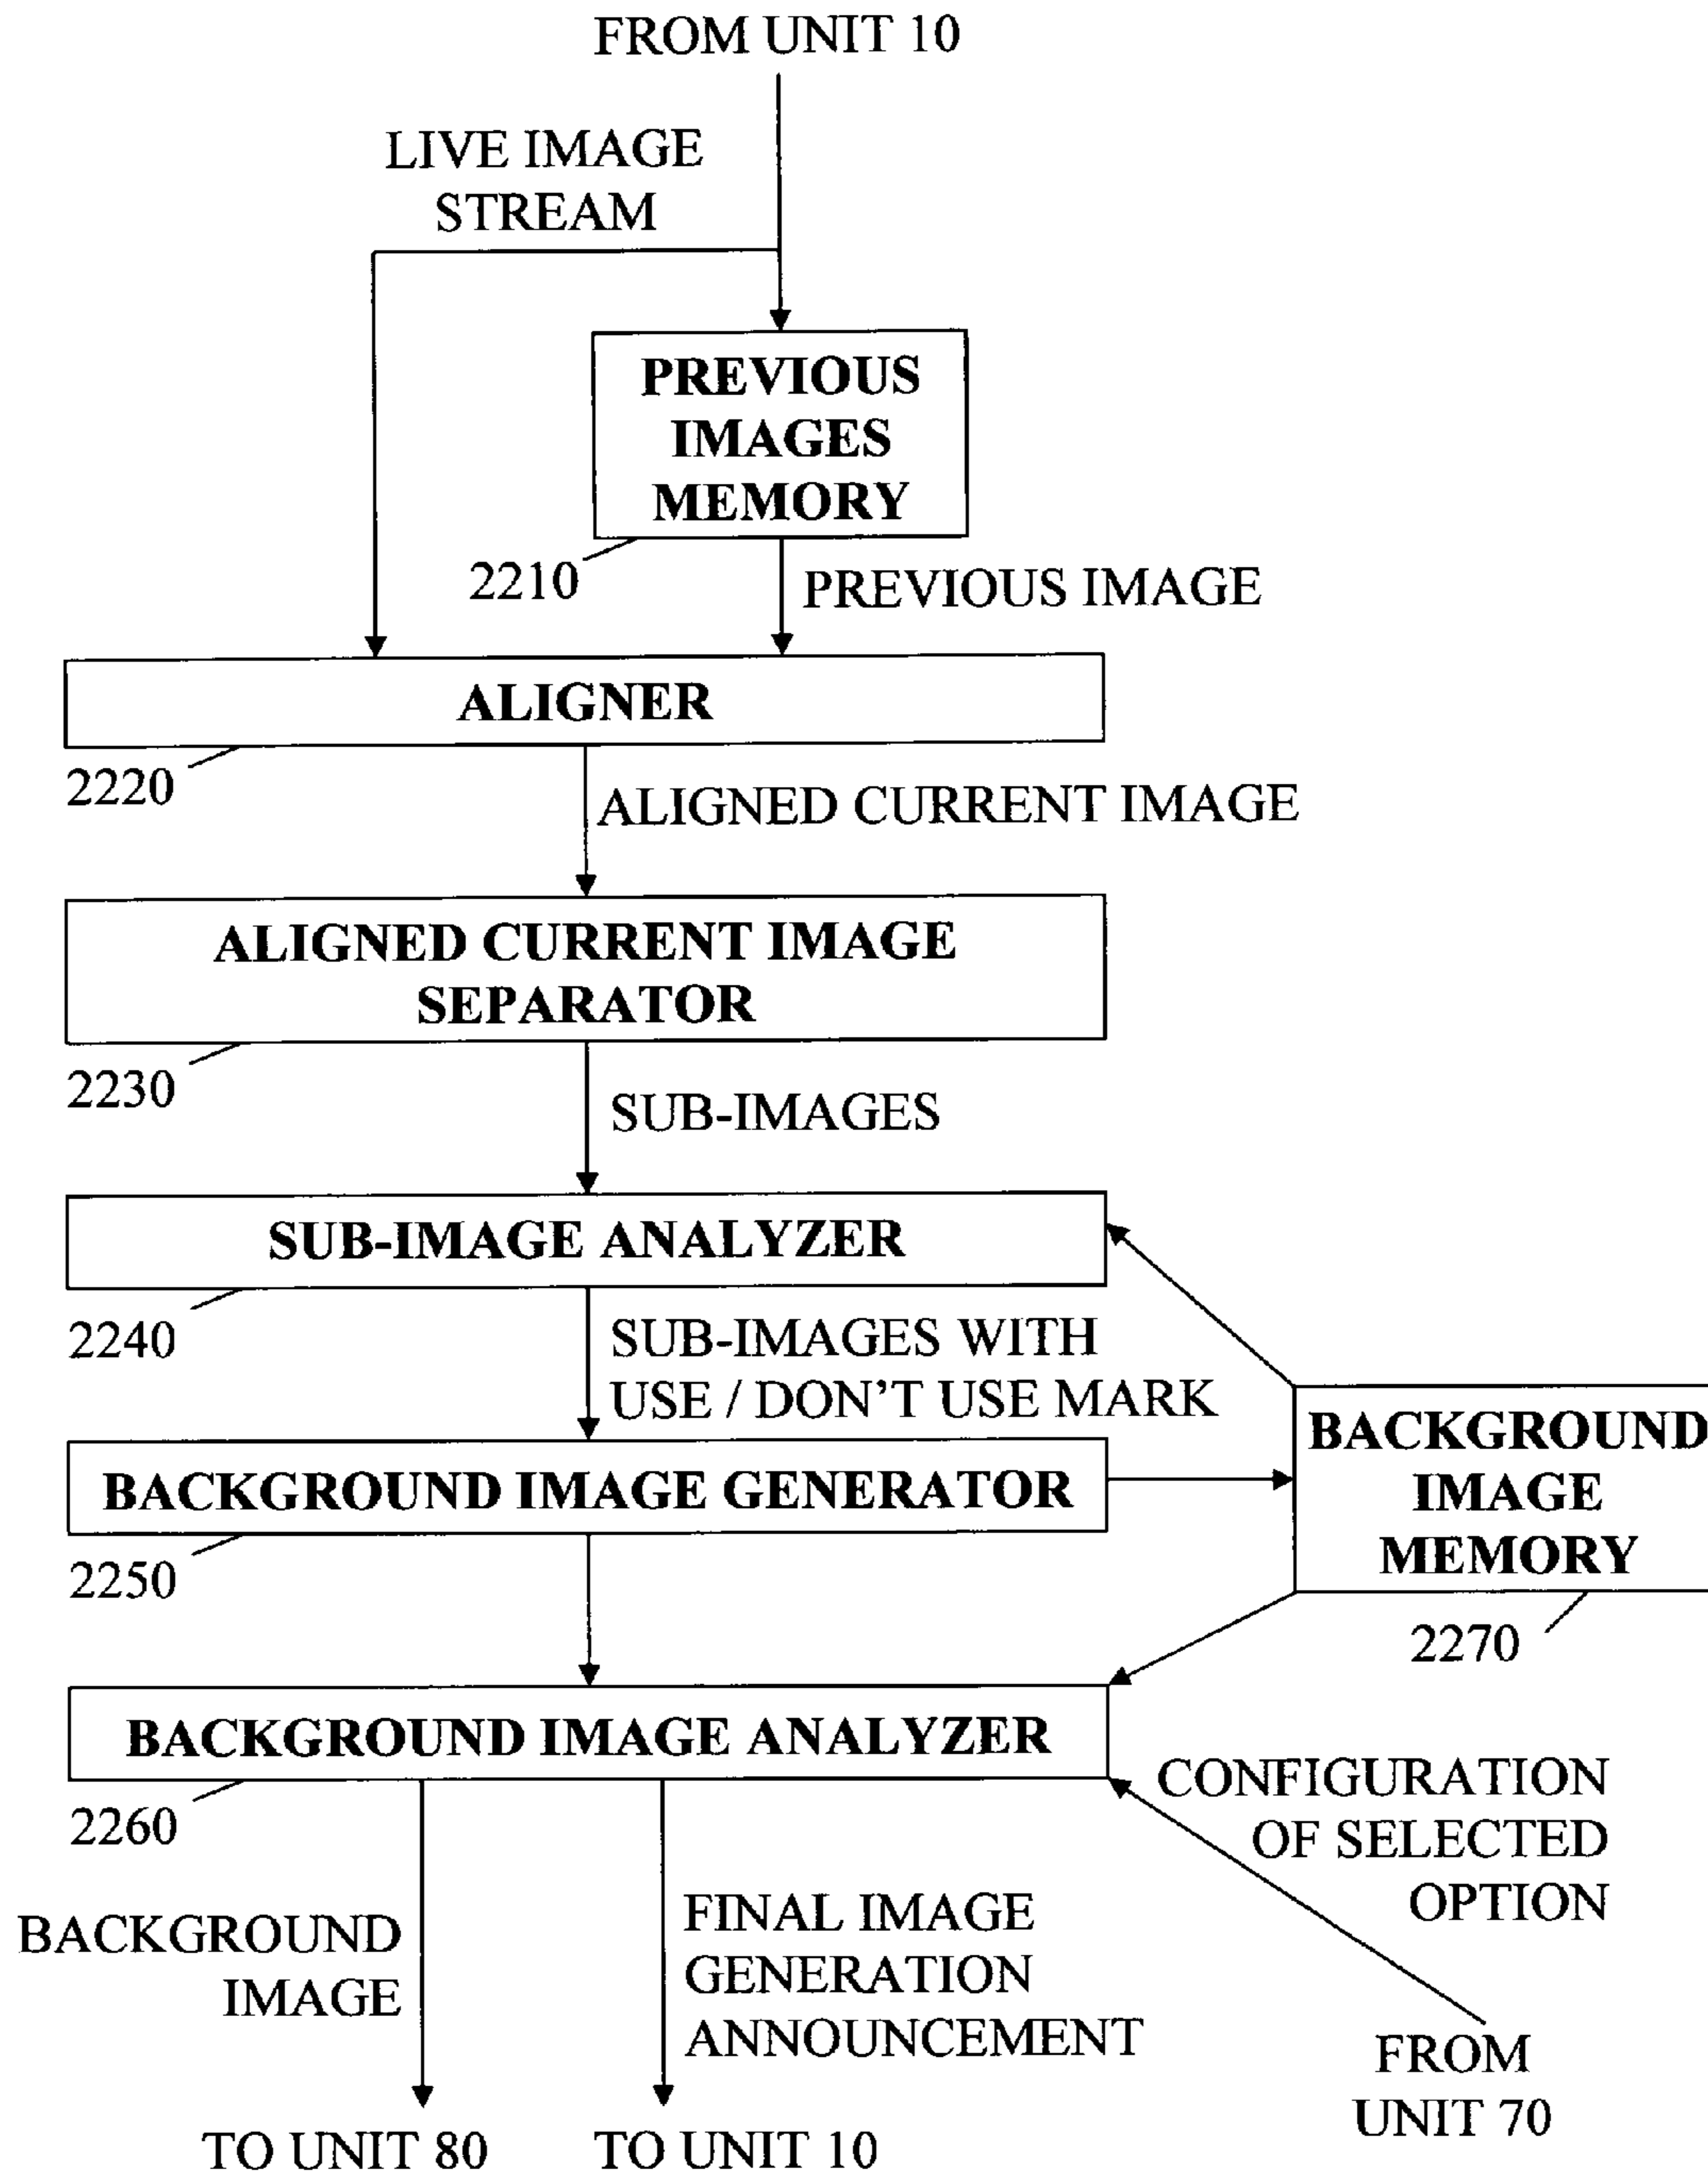 FROM UNIT 10
LIVE IMAGE
STREAM
PREVIOUS
IMAGES
MEMORY
2210
PREVIOUS IMAGE
ALIGNER
2220
ALIGNED CURRENT IMAGE
ALIGNED CURRENT IMAGE
SEPARATOR
2230
SUB-IMAGES
SUB-IMAGE ANALYZER
2240
SUB-IMAGES WITH
USE / DON'T USE MARK
BACKGROUND IMAGE GENERATOR
2250
BACKGROUND
IMAGE
MEMORY
2270
BACKGROUND IMAGE ANALYZER
2260
CONFIGURATION
OF SELECTED
OPTION
BACKGROUND
IMAGE
FINAL IMAGE
GENERATION
ANNOUNCEMENT
FROM
UNIT 70
TO UNIT 80
TO UNIT 10